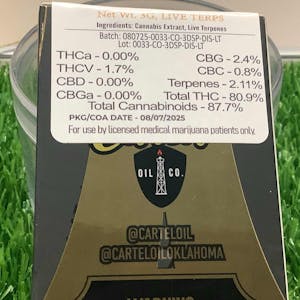 NET WT. 3G, LIVE TERPS
Ingredients: Cannabis Extract, Live Terpenes
Batch: 080725-0033-CO-3DSP-DIS-LT
Lot: 0033-CO-3DSP-DIS-LT
THCa - 0.00% CBG - 2.4%
THCV - 1.7% CBC - 0.8%
CBD - 0.00% Terpenes - 2.11%
CBGa - 0.00% Total THC - 80.9%
Total Cannabinoids - 87.7%
PKG/COA DATE - 08/07/2025
For use by licensed medical marijuana patients only.
OIL CO.
@CARTELOIL
@CARTELOILOKLAHOMA